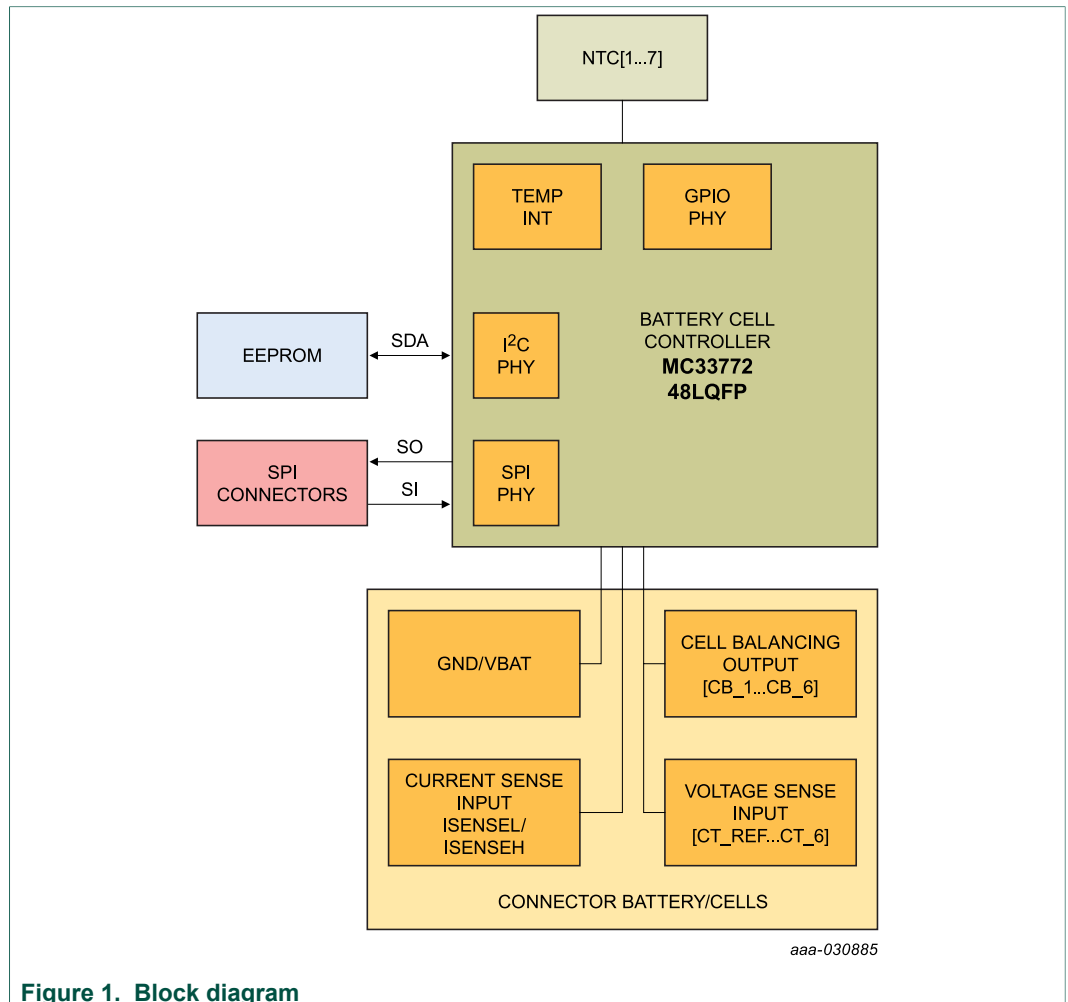 NTC[1...7]
TEMP
INT
GPIO
PHY
BATTERY CELL
CONTROLLER
MC33772
48LQFP
EEPROM
SDA
I²C
PHY
SPI
CONNECTORS
SO
SI
SPI
PHY
GND/VBAT
CELL BALANCING
OUTPUT
[CB_1...CB_6]
CURRENT SENSE
INPUT
ISENSEL/
ISENSEH
VOLTAGE SENSE
INPUT
[CT_REF...CT_6]
CONNECTOR BATTERY/CELLS
aaa-030885
Figure 1. Block diagram